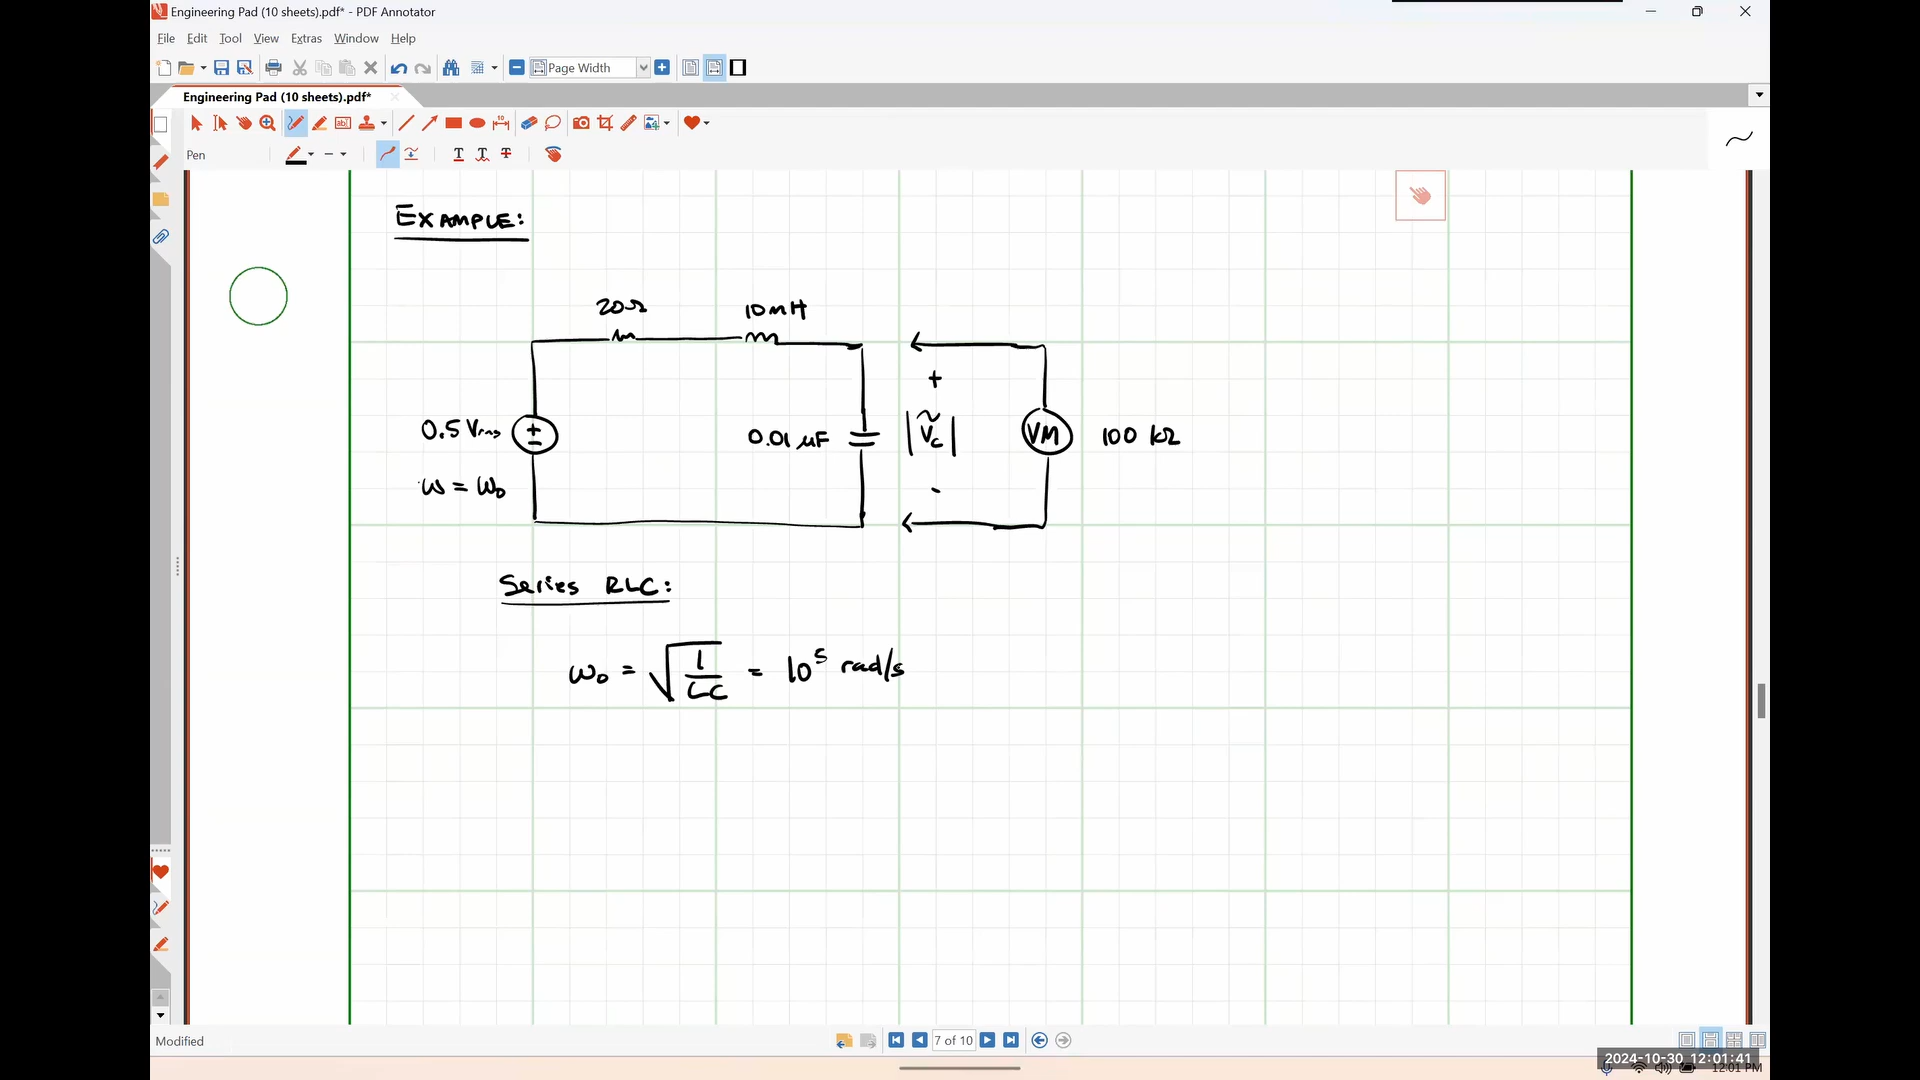 Engineering Pad (10 sheets).pdf* - PDF Annotator
File Edit Tool View Extras Window Help
Page Width
Engineering Pad (10 sheets).pdf*
Pen
EXAMPLE:
20Ω 10mH
+
0.5 Vrms + 0.01 μF |Ṽc| VM 100 kΩ
ω = ω₀ -
Series RLC:
ω₀ = √(1/LC) = 10⁵ rad/s
Modified
7 of 10
2024-10-30 12:01:41
12:01 PM